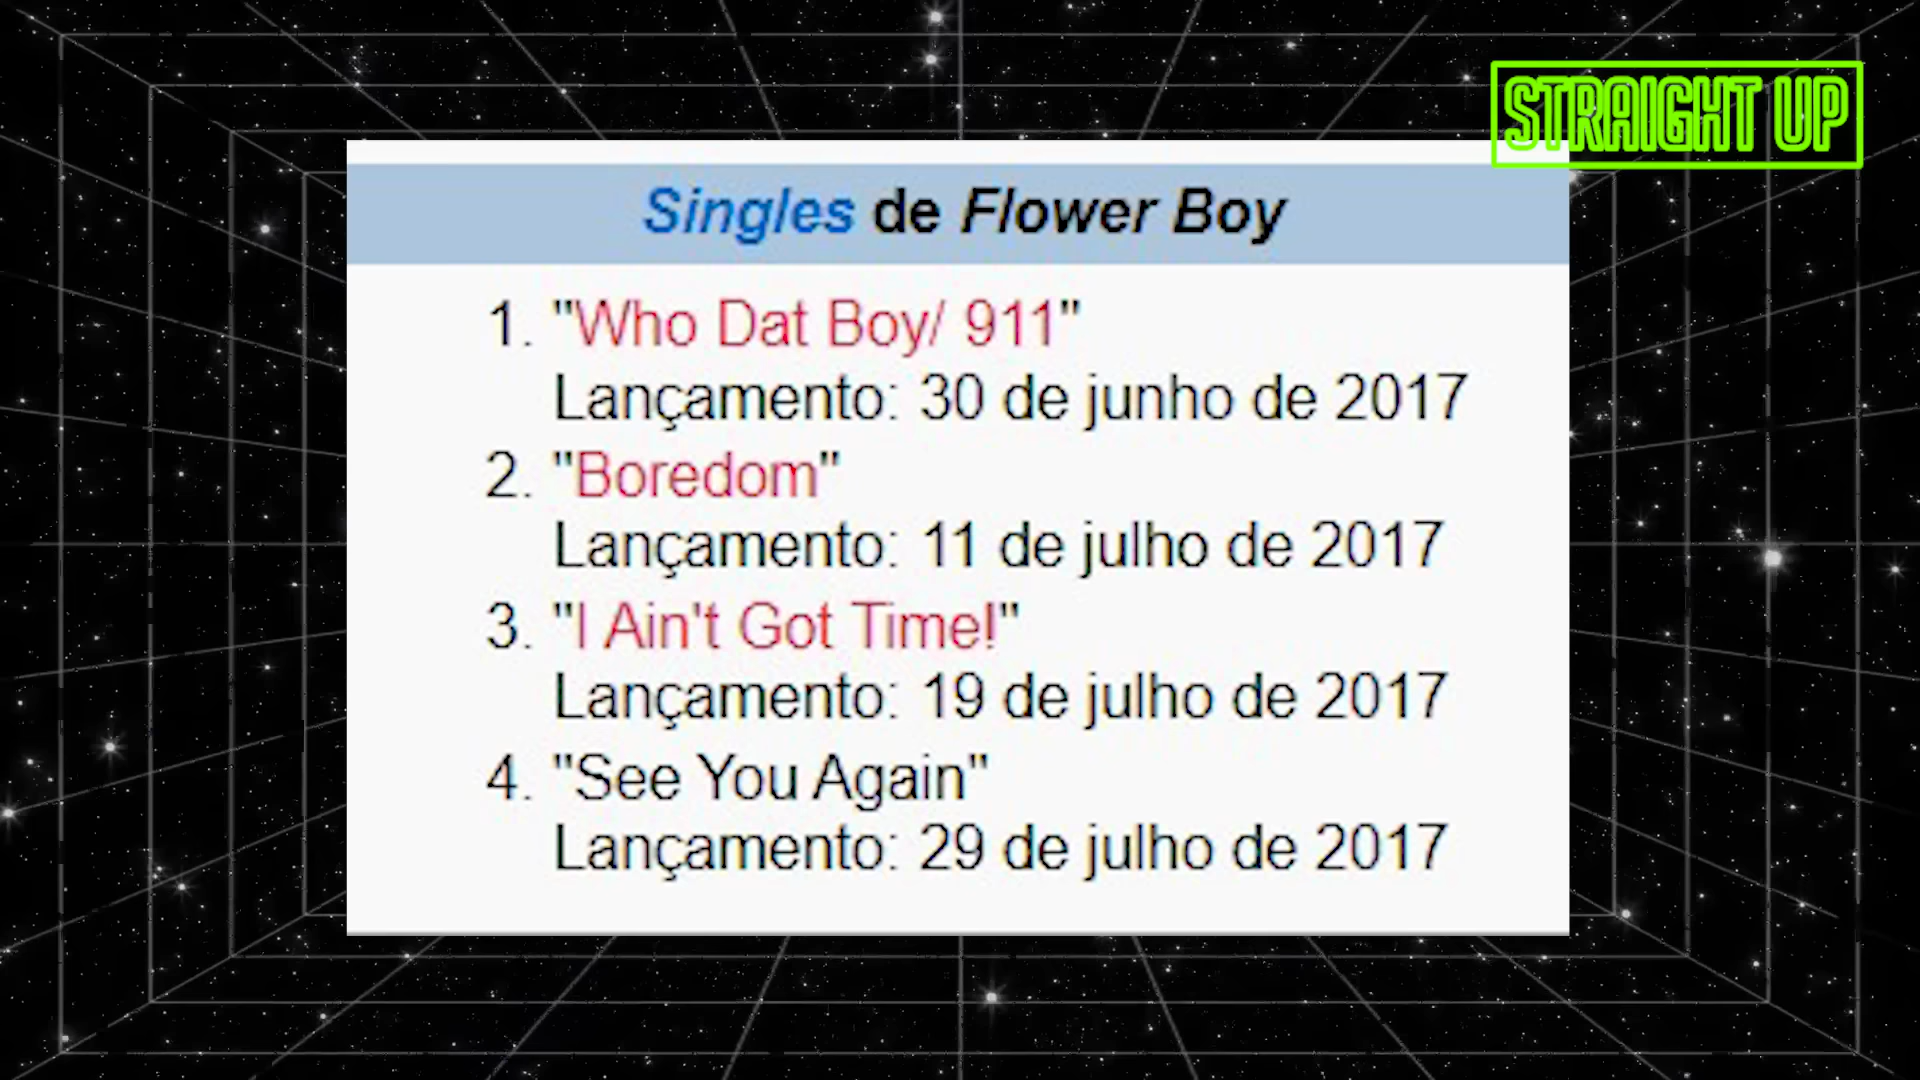 STRAIGHT UP
Singles de Flower Boy
1. "Who Dat Boy/ 911"
Lançamento: 30 de junho de 2017
2. "Boredom"
Lançamento: 11 de julho de 2017
3. "I Ain't Got Time!"
Lançamento: 19 de julho de 2017
4. "See You Again"
Lançamento: 29 de julho de 2017